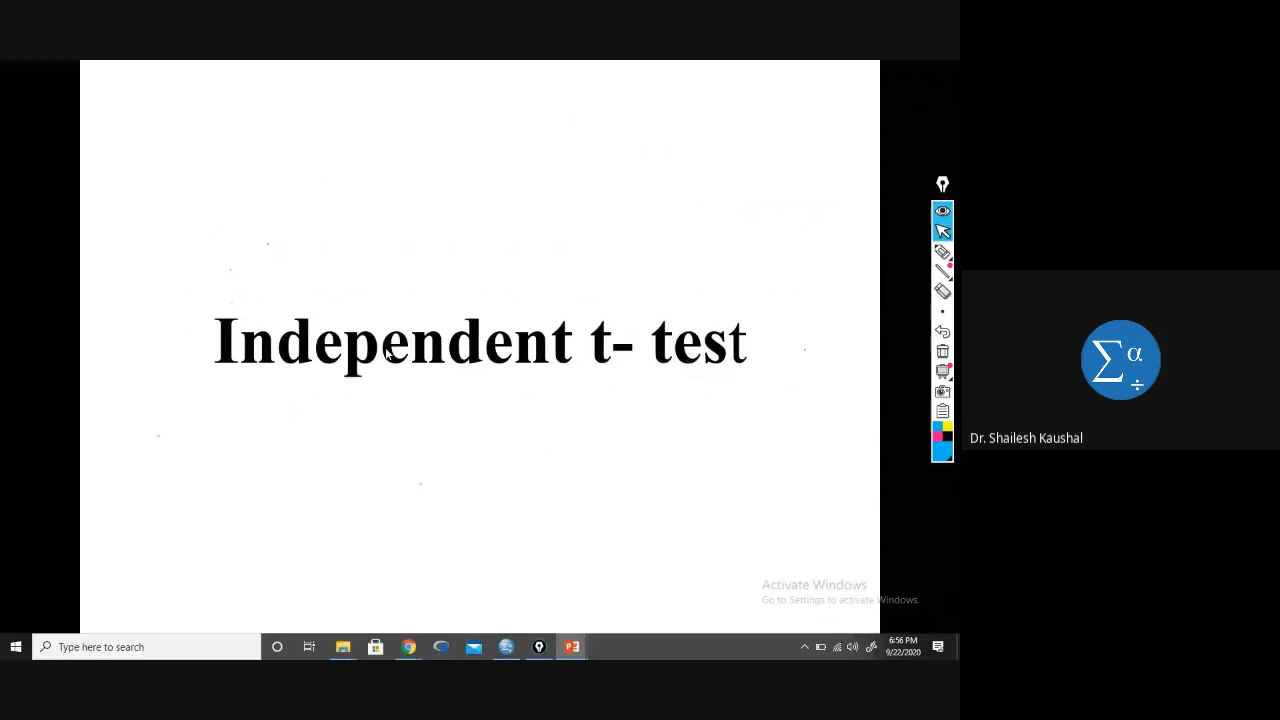 Independent t- test
Σ α ÷
Dr. Shailesh Kaushal
Activate Windows
Go to Settings to activate Windows.
Type here to search
6:56 PM
9/22/2020